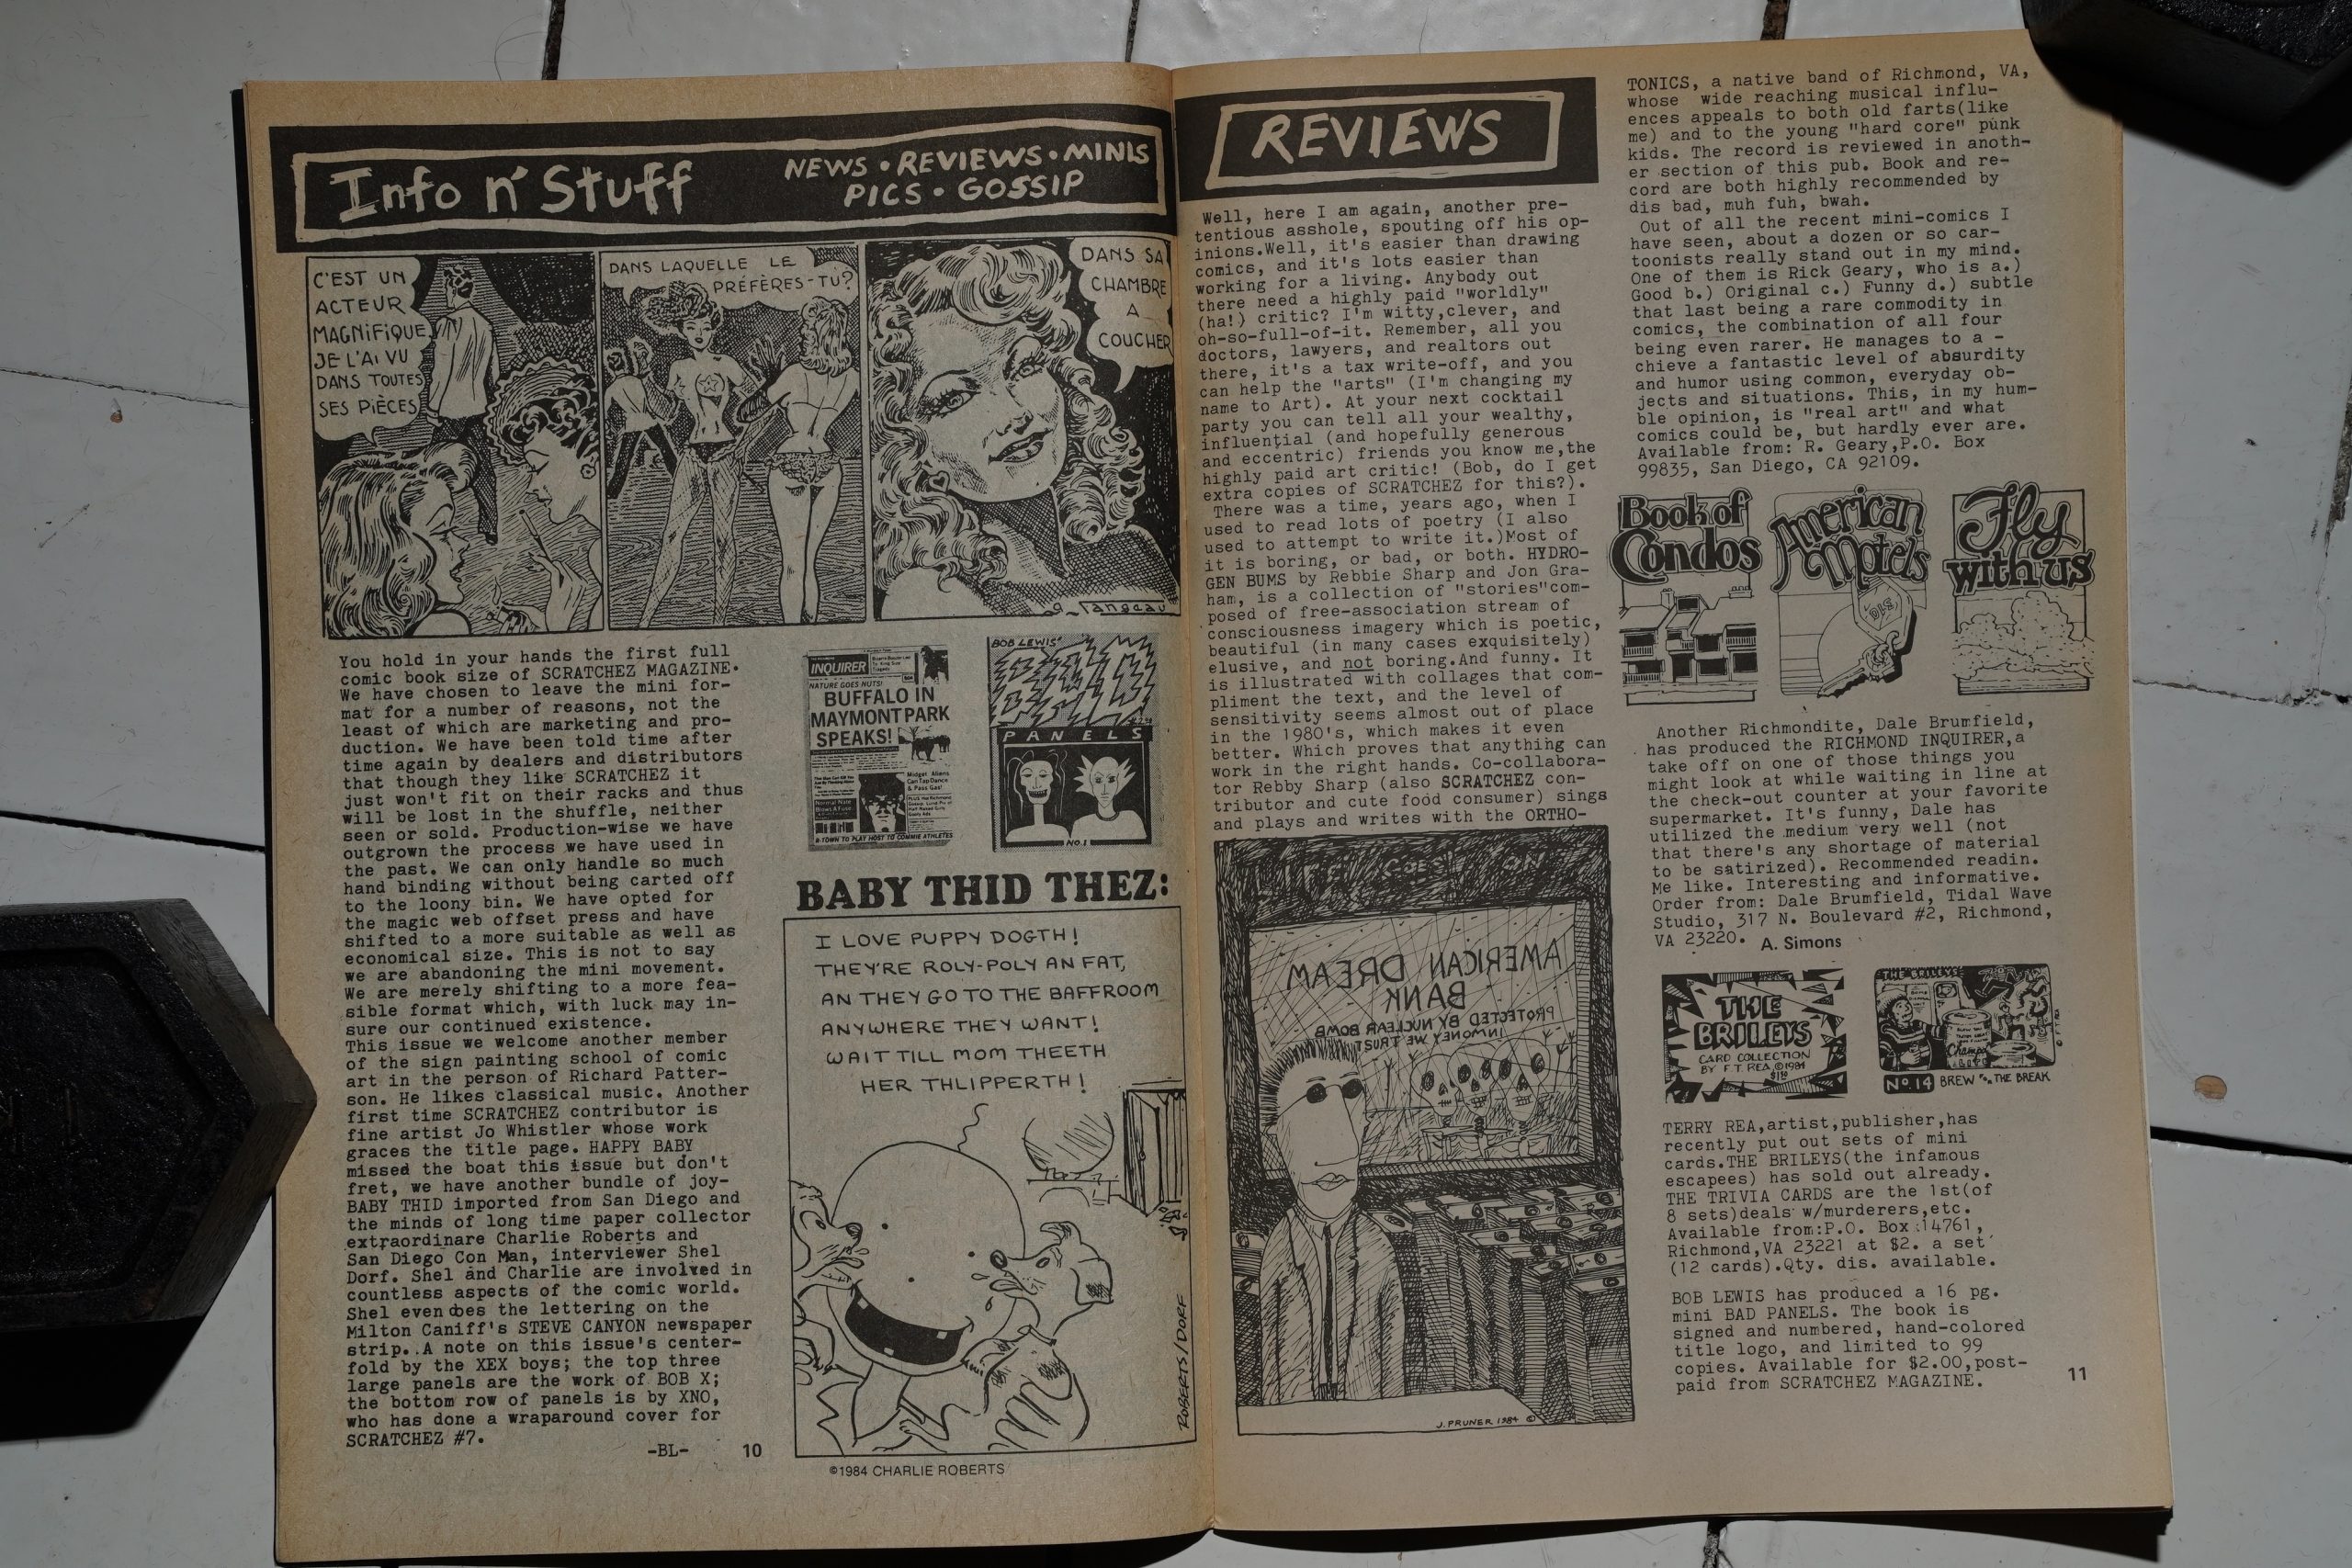 Info n' Stuff
NEWS • REVIEWS • MINIS
PICS • GOSSIP
C'EST UN
ACTEUR
MAGNIFIQUE
JE L'AI VU
DANS TOUTES
SES PIÈCES
DANS LAQUELLE LE
PRÉFÈRES-TU?
DANS SA
CHAMBRE
A
COUCHER
You hold in your hands the first full
comic book size of SCRATCHEZ MAGAZINE.
We have chosen to leave the mini for-
mat for a number of reasons, not the
least of which are marketing and pro-
duction. We have been told time after
time again by dealers and distributors
that though they like SCRATCHEZ it
just won't fit on their racks and thus
will be lost in the shuffle, neither
seen or sold. Production-wise we have
outgrown the process we have used in
the past. We can only handle so much
hand binding without being carted off
to the loony bin. We have opted for
the magic web offset press and have
shifted to a more suitable as well as
economical size. This is not to say
we are abandoning the mini movement.
We are merely shifting to a more fea-
sible format which, with luck may in-
sure our continued existence.
This issue we welcome another member
of the sign painting school of comic
art in the person of Richard Patter-
son. He likes classical music. Another
first time SCRATCHEZ contributor is
fine artist Jo Whistler whose work
graces the title page. HAPPY BABY
missed the boat this issue but don't
fret, we have another bundle of joy-
BABY THID imported from San Diego and
the minds of long time paper collector
extraordinare Charlie Roberts and
San Diego Con Man, interviewer Shel
Dorf. Shel and Charlie are involved in
countless aspects of the comic world.
Shel even does the lettering on the
Milton Caniff's STEVE CANYON newspaper
strip. A note on this issue's center-
fold by the XEX boys; the top three
large panels are the work of BOB X;
the bottom row of panels is by XNO,
who has done a wraparound cover for
SCRATCHEZ #7.
-BL-
10
INQUIRER
NATURE GOES NUTS!
BUFFALO IN
MAYMONT PARK
SPEAKS!
Midget Aliens
Can Tap Dance
& Pass Gas!
R-TOWN TO PLAY HOST TO COMMIE ATHLETES
BOB LEWIS'
BAD
PANELS
NO.1
BABY THID THEZ:
I LOVE PUPPY DOGTH!
THEY'RE ROLY-POLY AN FAT,
AN THEY GO TO THE BAFFROOM
ANYWHERE THEY WANT!
WAIT TILL MOM THEETH
HER THLIPPERTH!
ROBERTS/DORF
©1984 CHARLIE ROBERTS
REVIEWS
Well, here I am again, another pre-
tentious asshole, spouting off his op-
inions.Well, it's easier than drawing
comics, and it's lots easier than
working for a living. Anybody out
there need a highly paid "worldly"
(ha!) critic? I'm witty,clever, and
oh-so-full-of-it. Remember, all you
doctors, lawyers, and realtors out
there, it's a tax write-off, and you
can help the "arts" (I'm changing my
name to Art). At your next cocktail
party you can tell all your wealthy,
influential (and hopefully generous
and eccentric) friends you know me,the
highly paid art critic! (Bob, do I get
extra copies of SCRATCHEZ for this?).
There was a time, years ago, when I
used to read lots of poetry (I also
used to attempt to write it.)Most of
it is boring, or bad, or both. HYDRO-
GEN BUMS by Rebbie Sharp and Jon Gra-
ham, is a collection of "stories"com-
posed of free-association stream of
consciousness imagery which is poetic,
beautiful (in many cases exquisitely)
elusive, and not boring.And funny. It
is illustrated with collages that com-
pliment the text, and the level of
sensitivity seems almost out of place
in the 1980's, which makes it even
better. Which proves that anything can
work in the right hands. Co-collabora-
tor Rebby Sharp (also SCRATCHEZ con-
tributor and cute food consumer) sings
and plays and writes with the ORTHO-
LIFE GOES ON
AMERICAN DREAM
BANK
PROTECTED BY NUCLEAR BOMB
IN MONEY WE TRUST
J. PRUNER 1984 ©
TONICS, a native band of Richmond, VA,
whose wide reaching musical influ-
ences appeals to both old farts(like
me) and to the young "hard core" punk
kids. The record is reviewed in anoth-
er section of this pub. Book and re-
cord are both highly recommended by
dis bad, muh fuh, bwah.
Out of all the recent mini-comics I
have seen, about a dozen or so car-
toonists really stand out in my mind.
One of them is Rick Geary, who is a.)
Good b.) Original c.) Funny d.) subtle
that last being a rare commodity in
comics, the combination of all four
being even rarer. He manages to a -
chieve a fantastic level of absurdity
and humor using common, everyday ob-
jects and situations. This, in my hum-
ble opinion, is "real art" and what
comics could be, but hardly ever are.
Available from: R. Geary,P.O. Box
99835, San Diego, CA 92109.
Book of
Condos
American
Motels
Fly
with us
Another Richmondite, Dale Brumfield,
has produced the RICHMOND INQUIRER,a
take off on one of those things you
might look at while waiting in line at
the check-out counter at your favorite
supermarket. It's funny, Dale has
utilized the medium very well (not
that there's any shortage of material
to be satirized). Recommended readin.
Me like. Interesting and informative.
Order from: Dale Brumfield, Tidal Wave
Studio, 317 N. Boulevard #2, Richmond,
VA 23220. A. Simons
THE
BRILEYS
CARD COLLECTION
BY F.T. REA ©1984
THE BRILEYS
Champ
NO. 14 BREW FOR THE BREAK
TERRY REA,artist,publisher,has
recently put out sets of mini
cards.THE BRILEYS(the infamous
escapees) has sold out already.
THE TRIVIA CARDS are the 1st(of
8 sets)deals w/murderers,etc.
Available from:P.O. Box 14761,
Richmond,VA 23221 at $2. a set
(12 cards).Qty. dis. available.
BOB LEWIS has produced a 16 pg.
mini BAD PANELS. The book is
signed and numbered, hand-colored
title logo, and limited to 99
copies. Available for $2.00,post-
paid from SCRATCHEZ MAGAZINE.
11